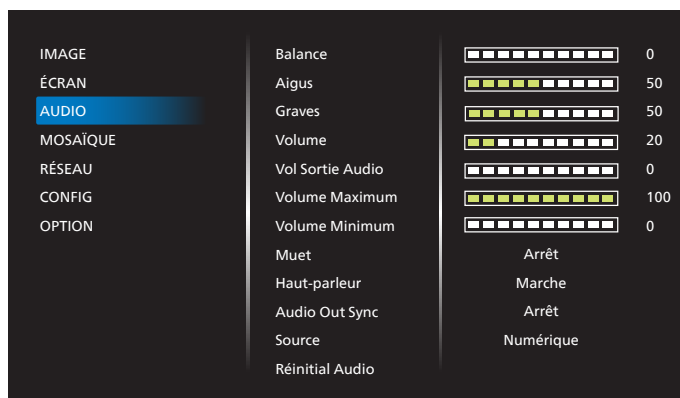 IMAGE
ÉCRAN
AUDIO
MOSAÏQUE
RÉSEAU
CONFIG
OPTION
Balance 0
Aigus 50
Graves 50
Volume 20
Vol Sortie Audio 0
Volume Maximum 100
Volume Minimum 0
Muet Arrêt
Haut-parleur Marche
Audio Out Sync Arrêt
Source Numérique
Réinitial Audio